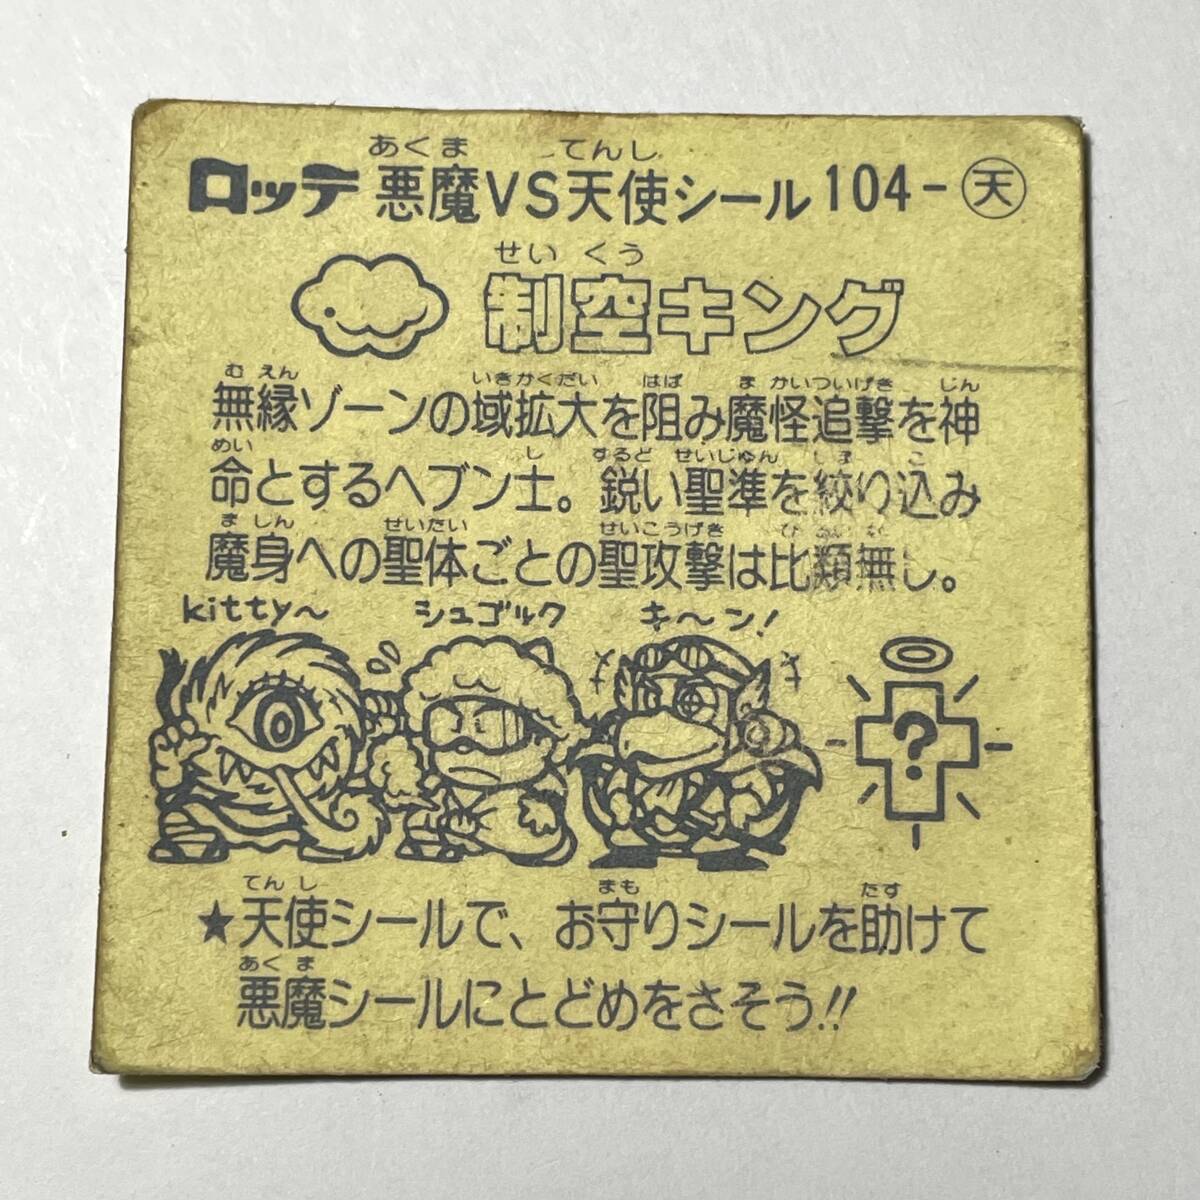 あくま てんし
ロッテ 悪魔VS天使シール 104-天
せい くう
制空キング
む えん いきかくだい はば ま かいついげき じん
無縁ゾーンの域拡大を阻み魔怪追撃を神
めい し するど せいじゅん しぼ こ
命とするヘブン士。鋭い聖準を絞り込み
ま しん せいたい せいこうげき
魔身への聖体ごとの聖攻撃は比類無し。
kitty〜 シュゴルク キ〜ン!
?
てん し まも たす
★天使シールで、お守りシールを助けて
あく ま
悪魔シールにとどめをさそう!!